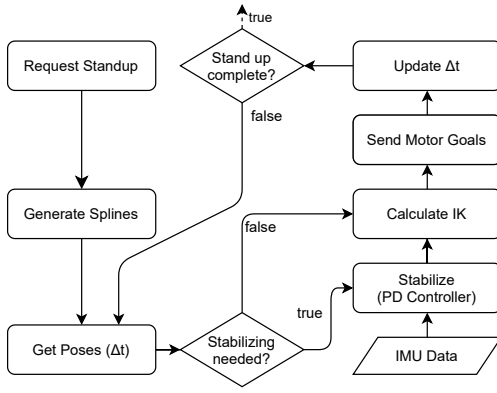 true
Request Standup
Stand up
complete?
Update Δt
false
Send Motor Goals
Generate Splines
Calculate IK
false
Stabilize
(PD Controller)
true
Get Poses (Δt)
Stabilizing
needed?
IMU Data